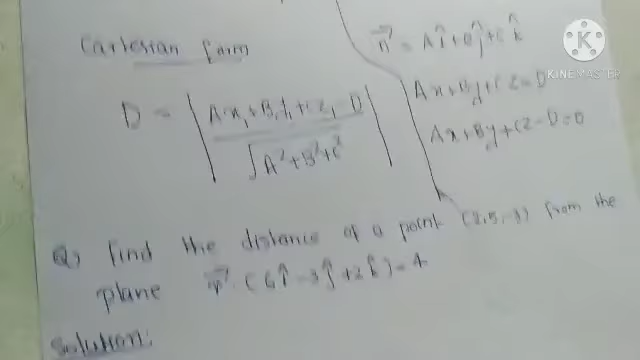 Cartesian form
D = | Ax₁ + By₁ + Cz₁ - D / √A² + B² + C² |
n⃗ = Aî + Bĵ + Ck̂
Ax + By + Cz = D
Ax + By + Cz - D = 0
Q) Find the distance of a point (2,5,-3) from the
plane r⃗ · (6î - 3ĵ + 2k̂) = 4
Solution:
KINEMASTER